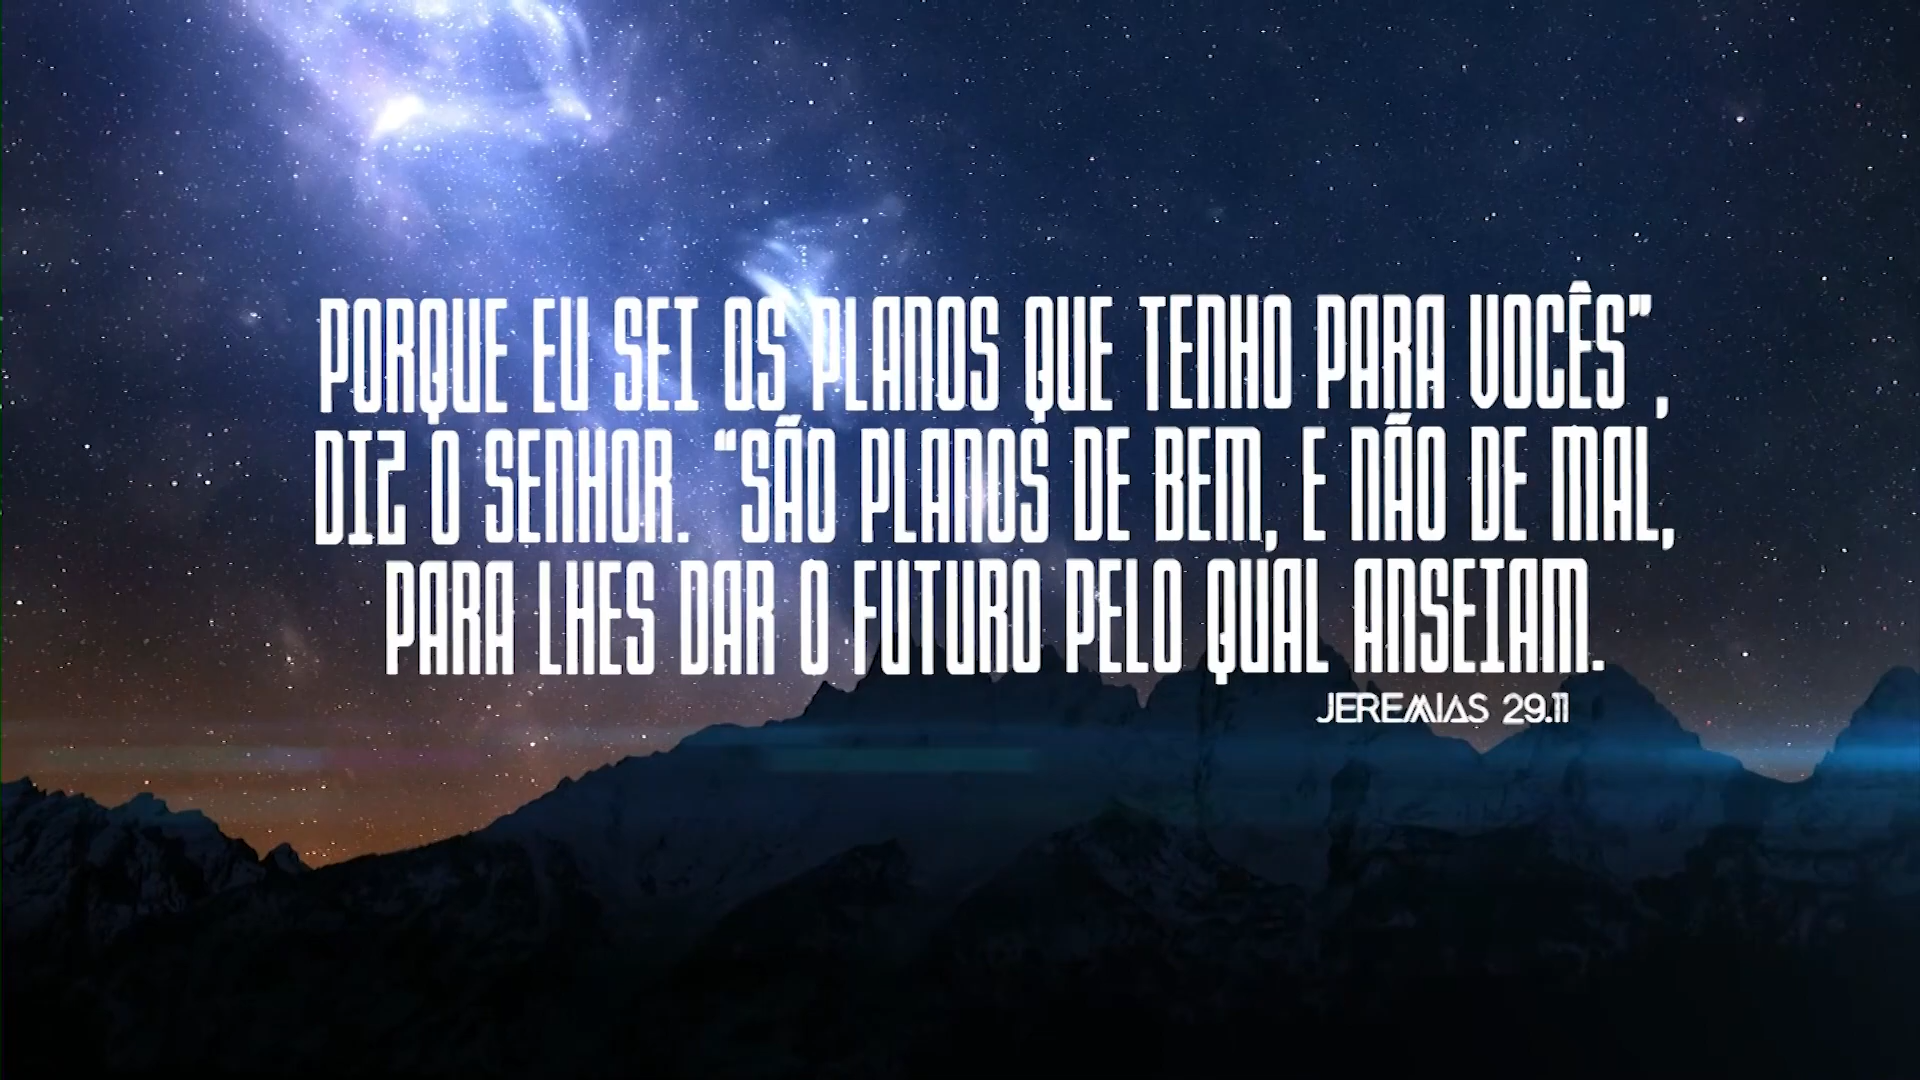 PORQUE EU SEI OS PLANOS QUE TENHO PARA VOCÊS”,
DIZ O SENHOR. “SÃO PLANOS DE BEM, E NÃO DE MAL,
PARA LHES DAR O FUTURO PELO QUAL ANSEIAM.
JEREMIAS 29.11